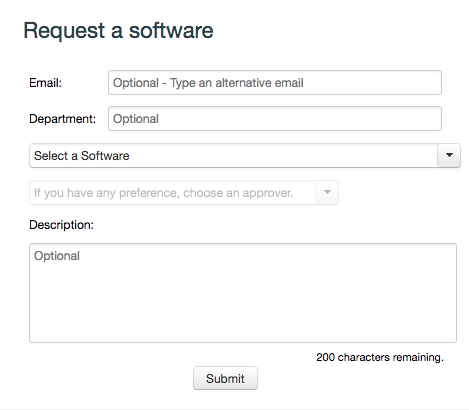 Request a software
Email: Optional - Type an alternative email
Department: Optional
Select a Software
If you have any preference, choose an approver.
Description:
Optional
200 characters remaining.
Submit